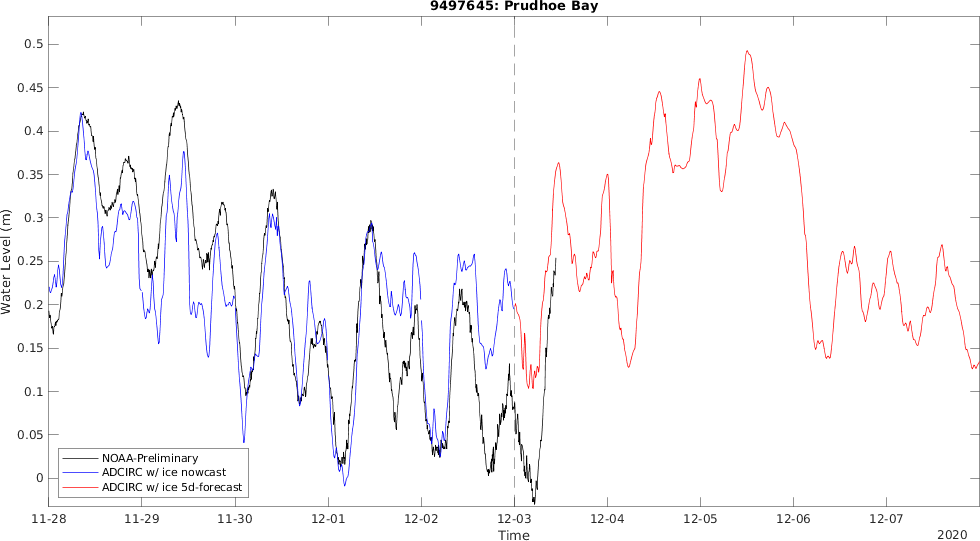 9497645: Prudhoe Bay
0.5
0.45
0.4
0.35
0.3
0.25
0.2
0.15
0.1
0.05
0
Water Level (m)
NOAA-Preliminary
ADCIRC w/ ice nowcast
ADCIRC w/ ice 5d-forecast
11-28 11-29 11-30 12-01 12-02 12-03 12-04 12-05 12-06 12-07
Time
2020